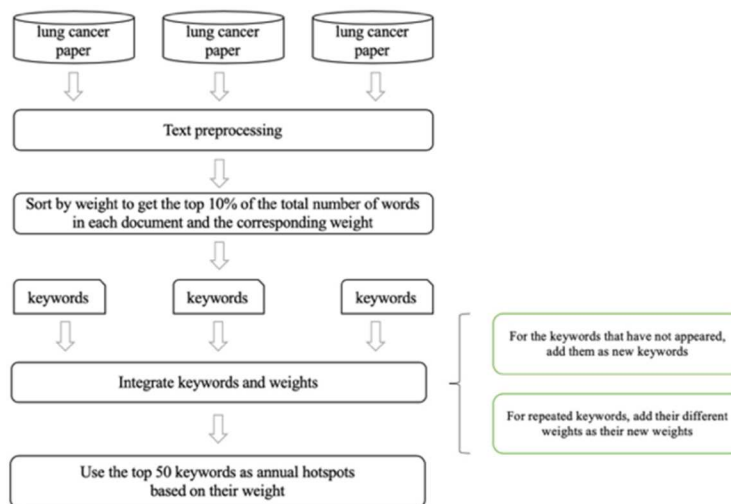 lung cancer
paper
lung cancer
paper
lung cancer
paper
Text preprocessing
Sort by weight to get the top 10% of the total number of words
in each document and the corresponding weight
keywords
keywords
keywords
Integrate keywords and weights
For the keywords that have not appeared,
add them as new keywords
For repeated keywords, add their different
weights as their new weights
Use the top 50 keywords as annual hotspots
based on their weight